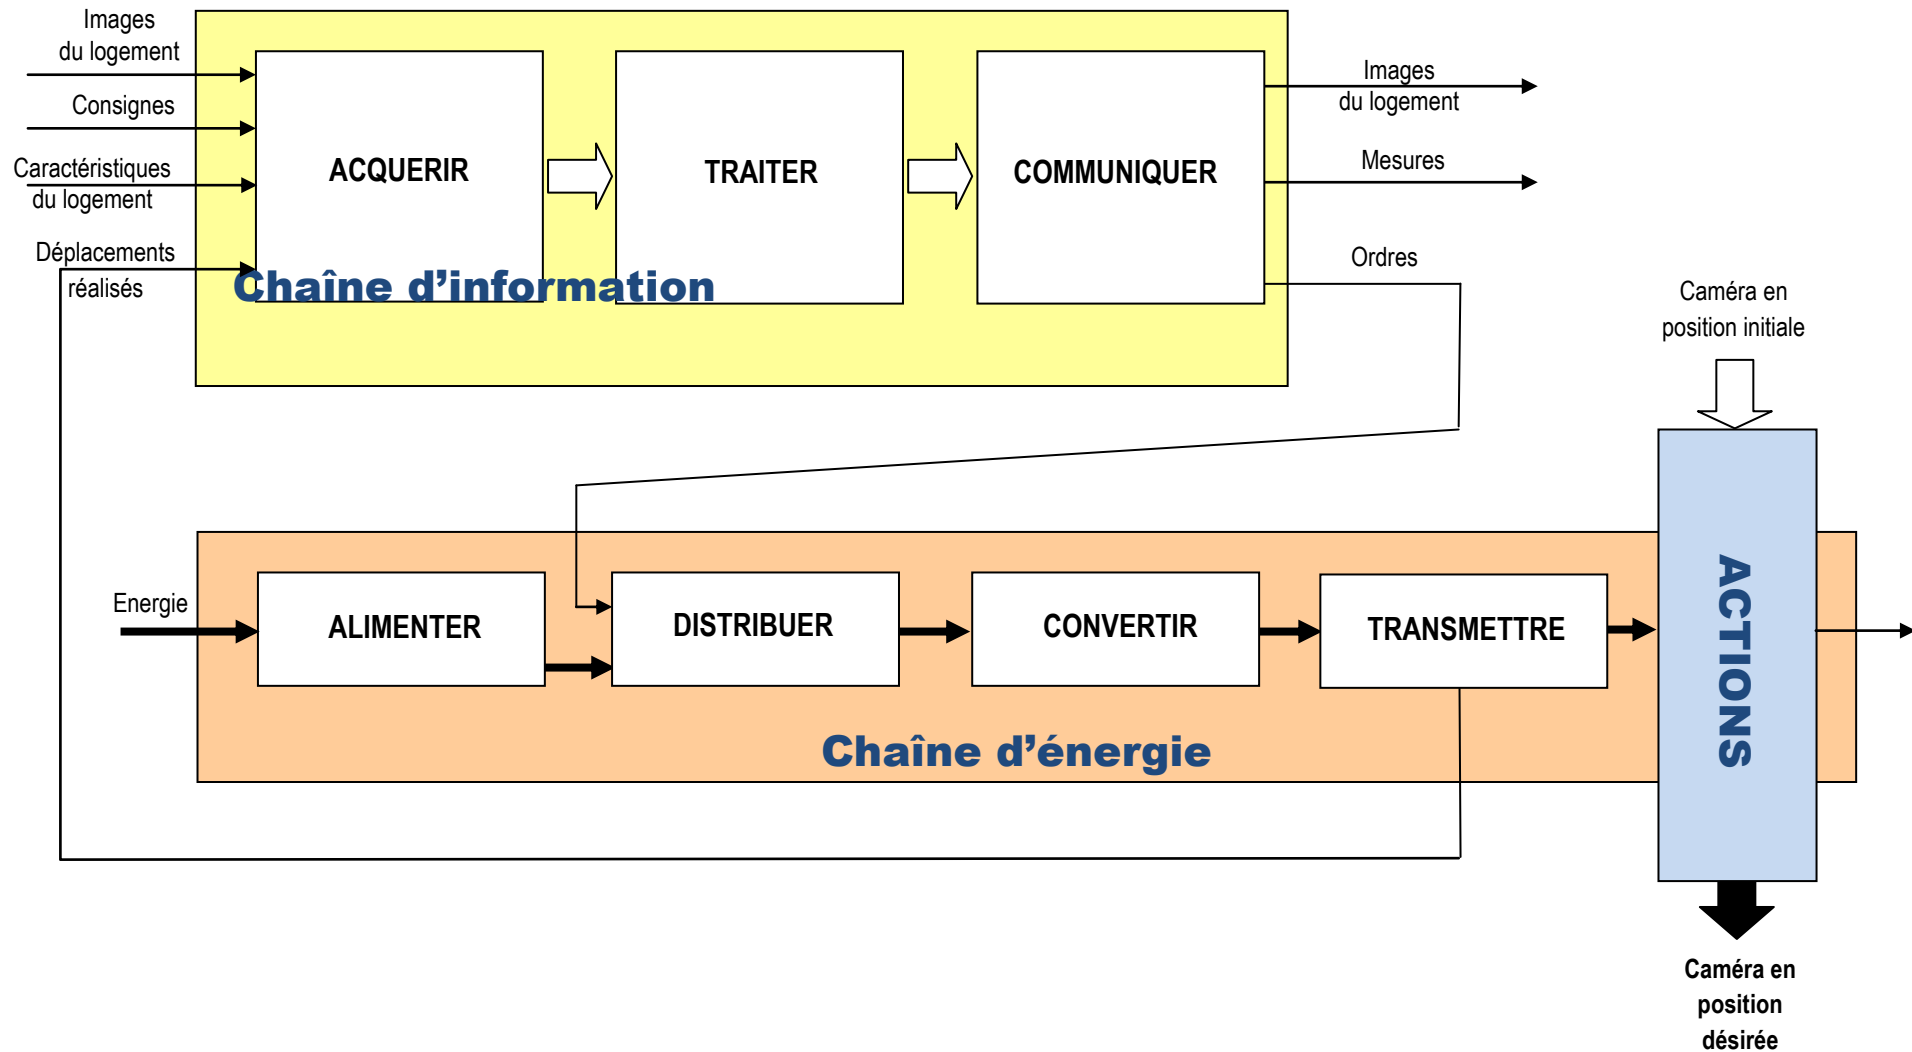 Images
du logement
Consignes
Caractéristiques
du logement
Déplacements
réalisés
ACQUERIR
TRAITER
COMMUNIQUER
Chaîne d’information
Images
du logement
Mesures
Ordres
Caméra en
position initiale
Energie
ALIMENTER
DISTRIBUER
CONVERTIR
TRANSMETTRE
ACTIONS
Chaîne d’énergie
Caméra en
position
désirée